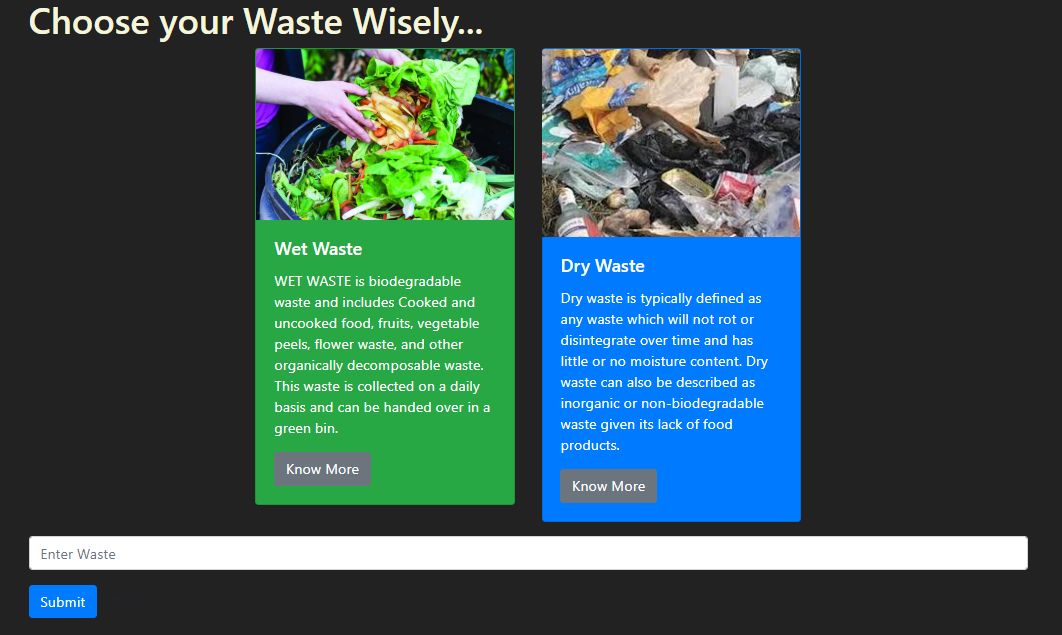 Choose your Waste Wisely...
Wet Waste
WET WASTE is biodegradable
waste and includes Cooked and
uncooked food, fruits, vegetable
peels, flower waste, and other
organically decomposable waste.
This waste is collected on a daily
basis and can be handed over in a
green bin.
Know More
Dry Waste
Dry waste is typically defined as
any waste which will not rot or
disintegrate over time and has
little or no moisture content. Dry
waste can also be described as
inorganic or non-biodegradable
waste given its lack of food
products.
Know More
Enter Waste
Submit